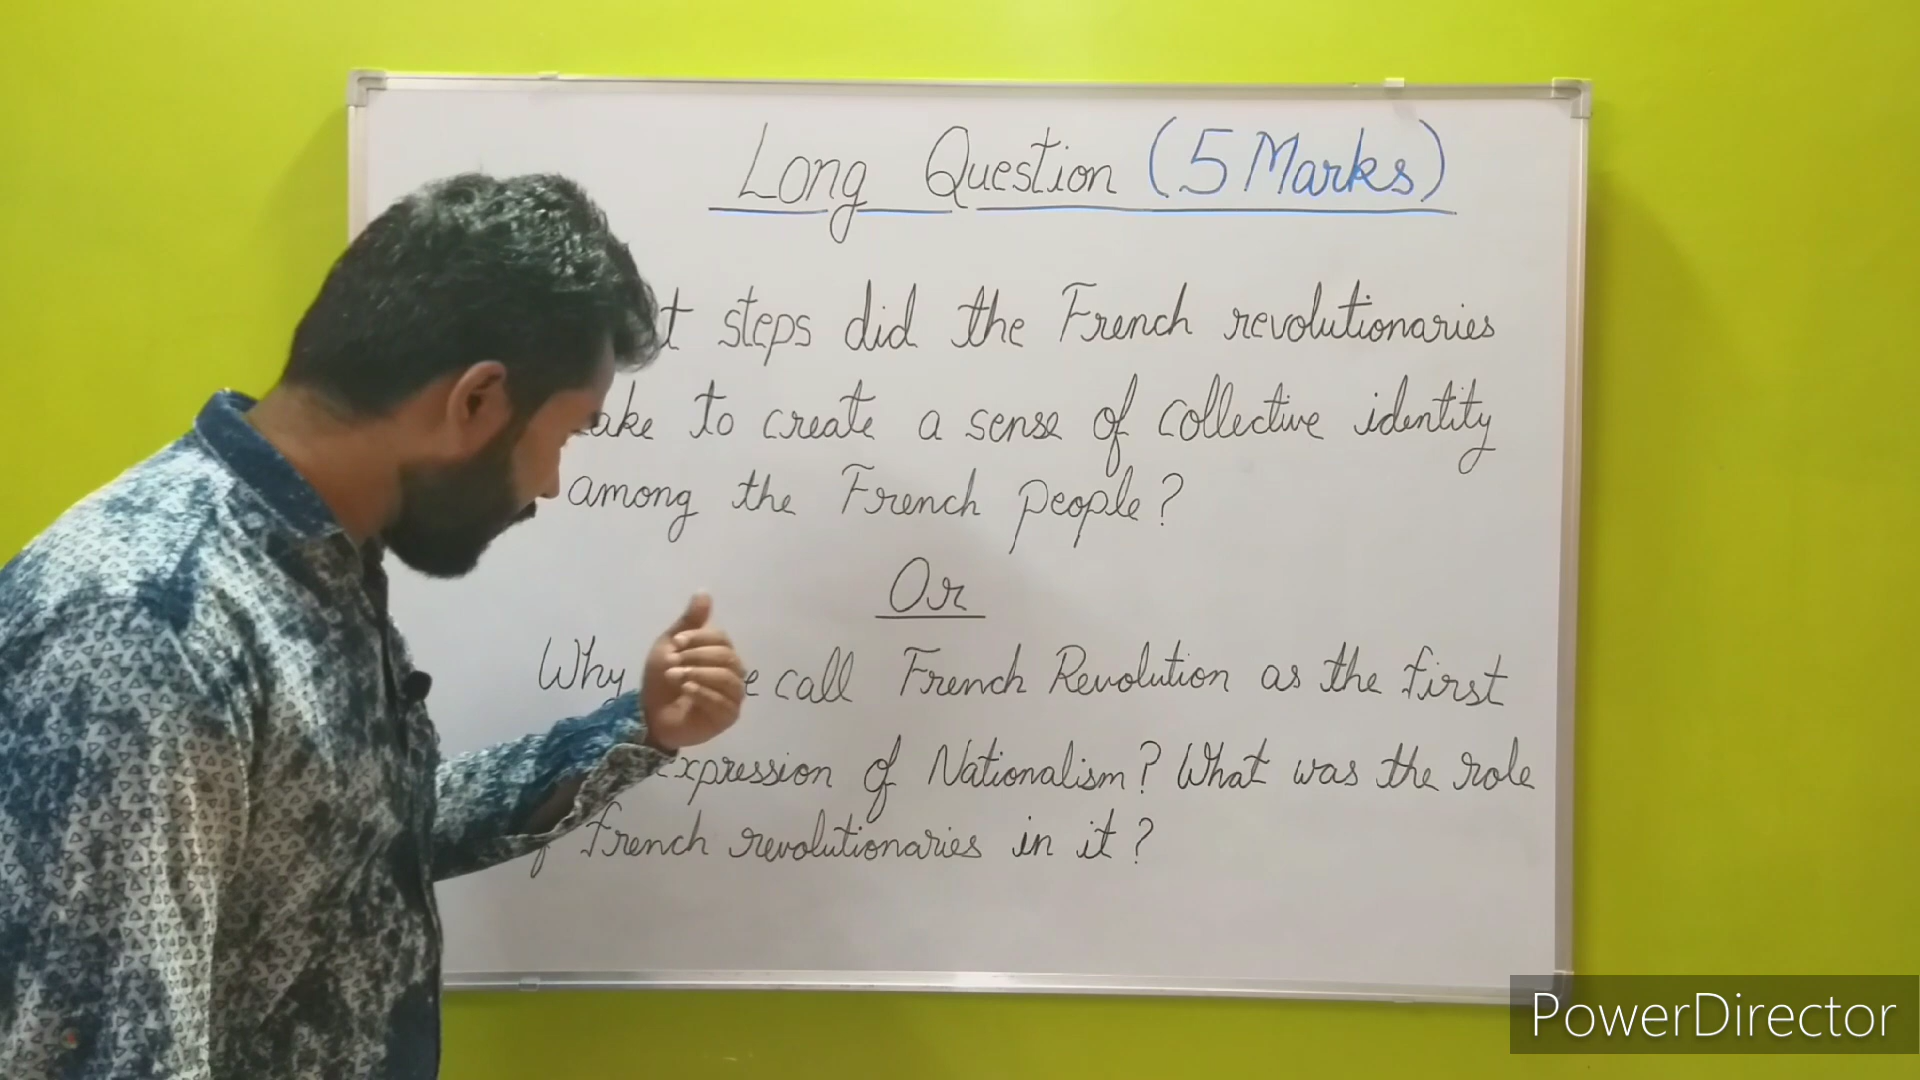 Long Question (5 Marks)
t steps did the French revolutionaries
ake to create a sense of collective identity
among the French people?
Or
Why e call French Revolution as the first
expression of Nationalism? What was the role
f French revolutionaries in it?
PowerDirector